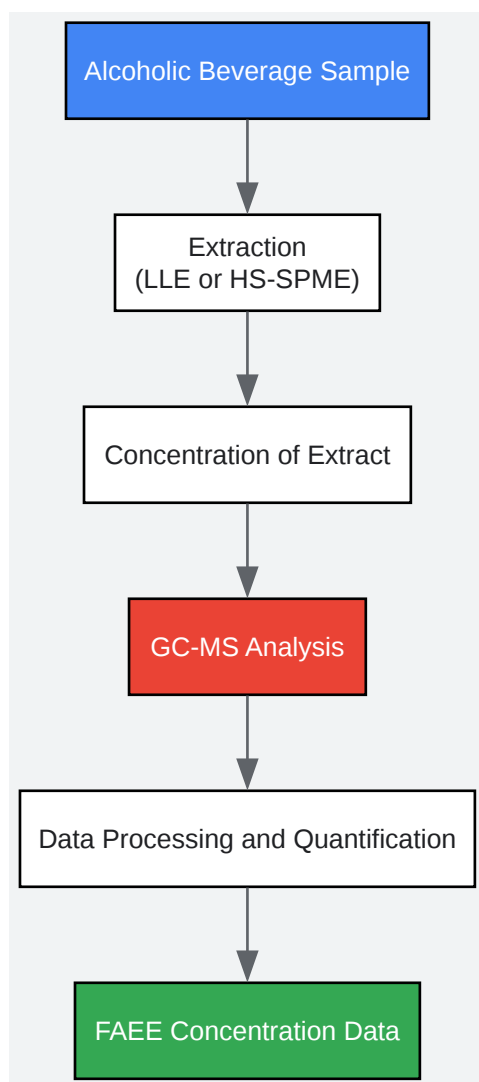 Alcoholic Beverage Sample
Extraction
(LLE or HS-SPME)
Concentration of Extract
GC-MS Analysis
Data Processing and Quantification
FAEE Concentration Data